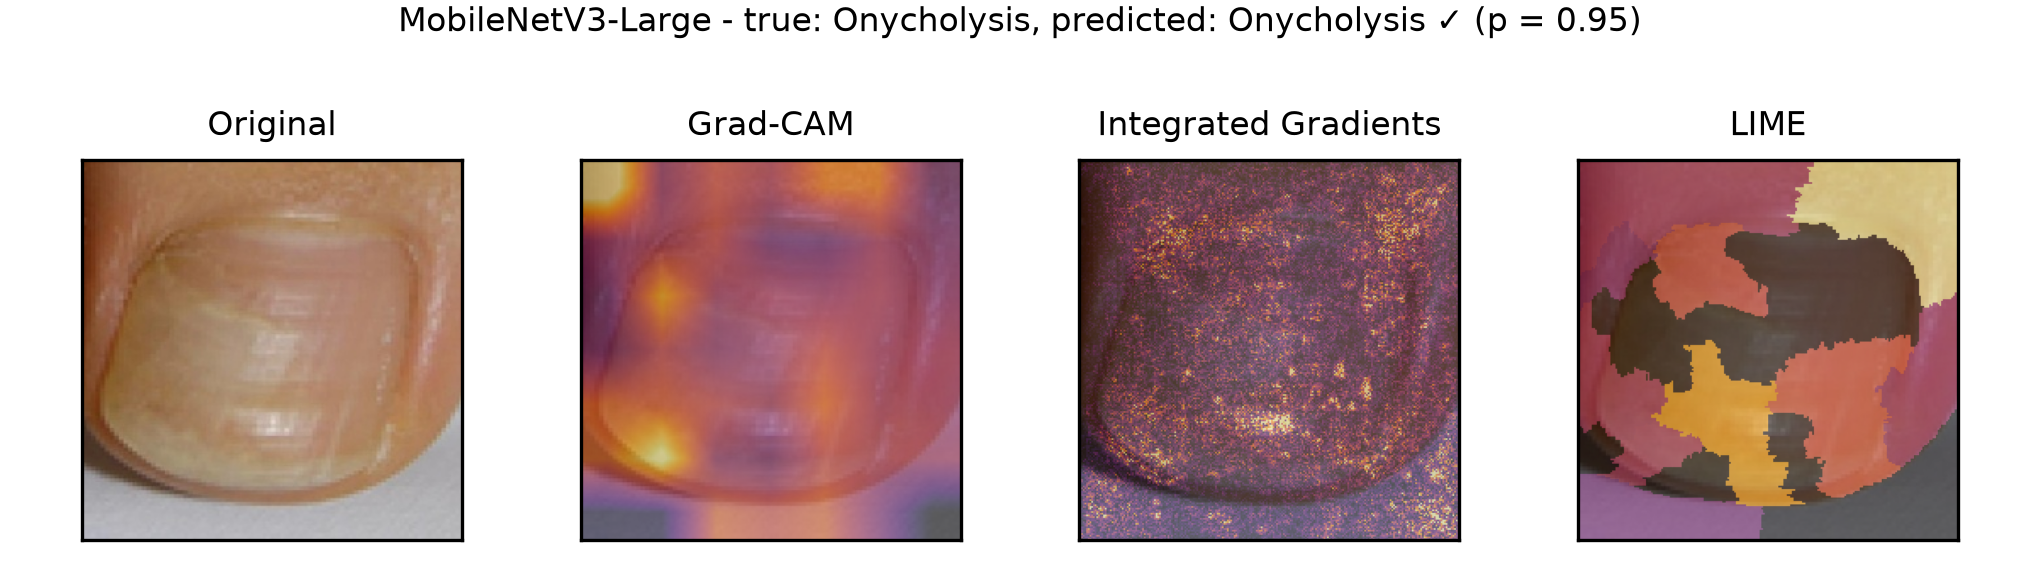 MobileNetV3-Large - true: Onycholysis, predicted: Onycholysis ✓ (p = 0.95)
Original
Grad-CAM
Integrated Gradients
LIME